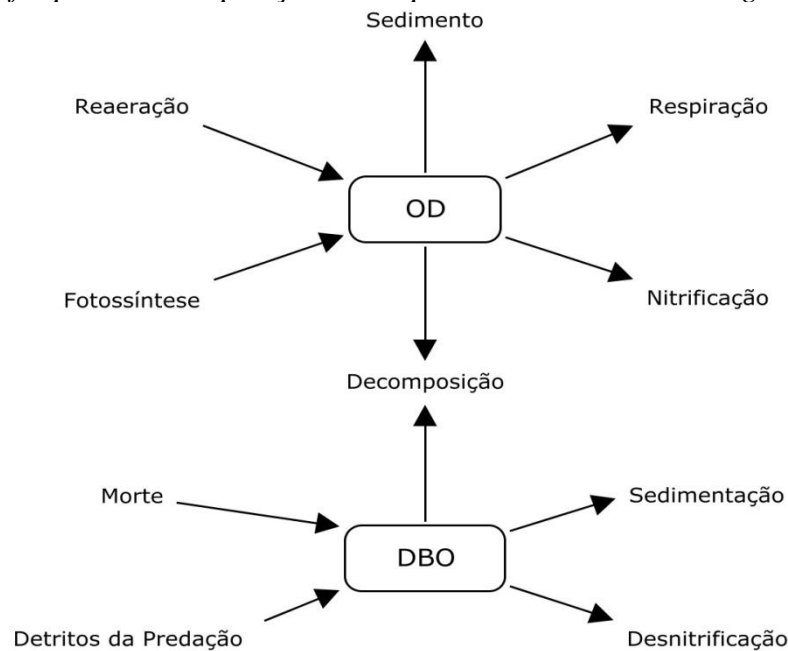 Sedimento
Reaeração
Respiração
OD
Fotossíntese
Nitrificação
Decomposição
Morte
Sedimentação
DBO
Detritos da Predação
Desnitrificação